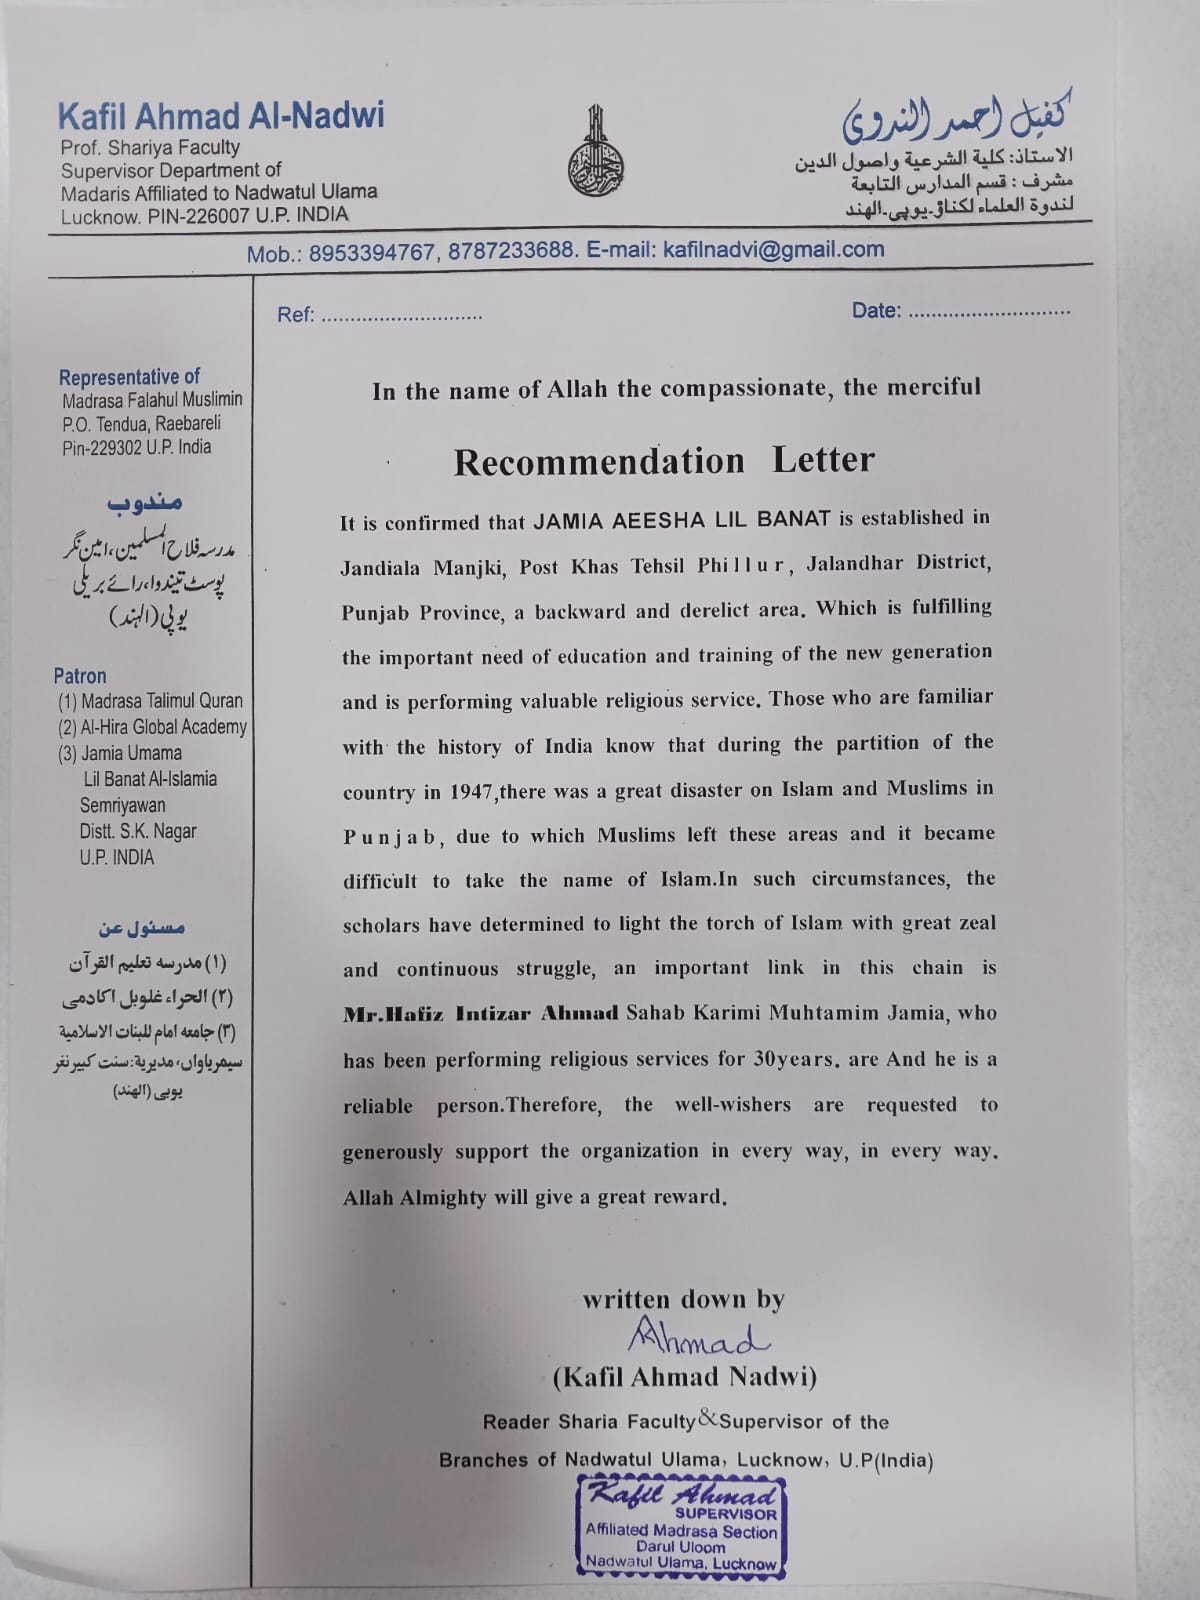 Kafil Ahmad Al-Nadwi
Prof. Shariya Faculty
Supervisor Department of
Madaris Affiliated to Nadwatul Ulama
Lucknow. PIN-226007 U.P. INDIA
كفيل احمد الندوي
الاستاذ: كلية الشرعية واصول الدين
مشرف : قسم المدارس التابعة
لندوة العلماء لكناؤ۔يوپي۔الهند
Mob.: 8953394767, 8787233688. E-mail: kafilnadvi@gmail.com
Ref: ............................
Date: ............................
Representative of
Madrasa Falahul Muslimin
P.O. Tendua, Raebareli
Pin-229302 U.P. India
مندوب
مدرسہ فلاح المسلمین، امین نگر
پوسٹ تیندوا، رائے بریلی
یوپی (الہند)
Patron
(1) Madrasa Talimul Quran
(2) Al-Hira Global Academy
(3) Jamia Umama
Lil Banat Al-Islamia
Semriyawan
Distt. S.K. Nagar
U.P. INDIA
مسئول عن
(١) مدرسه تعليم القرآن
(٢) الحراء غلوبل اكادمى
(٣) جامعه امام للبنات الاسلامية
سيمرياوان، مديرية: سنت كبير نغر
يوبى (الهند)
In the name of Allah the compassionate, the merciful
Recommendation Letter
It is confirmed that JAMIA AEESHA LIL BANAT is established in
Jandiala Manjki, Post Khas Tehsil Phillur, Jalandhar District,
Punjab Province, a backward and derelict area. Which is fulfilling
the important need of education and training of the new generation
and is performing valuable religious service. Those who are familiar
with the history of India know that during the partition of the
country in 1947,there was a great disaster on Islam and Muslims in
Punjab, due to which Muslims left these areas and it became
difficult to take the name of Islam.In such circumstances, the
scholars have determined to light the torch of Islam with great zeal
and continuous struggle, an important link in this chain is
Mr.Hafiz Intizar Ahmad Sahab Karimi Muhtamim Jamia, who
has been performing religious services for 30years. are And he is a
reliable person.Therefore, the well-wishers are requested to
generously support the organization in every way, in every way.
Allah Almighty will give a great reward.
written down by
Ahmad
(Kafil Ahmad Nadwi)
Reader Sharia Faculty&Supervisor of the
Branches of Nadwatul Ulama, Lucknow, U.P(India)
Kafil Ahmad
SUPERVISOR
Affiliated Madrasa Section
Darul Uloom
Nadwatul Ulama, Lucknow